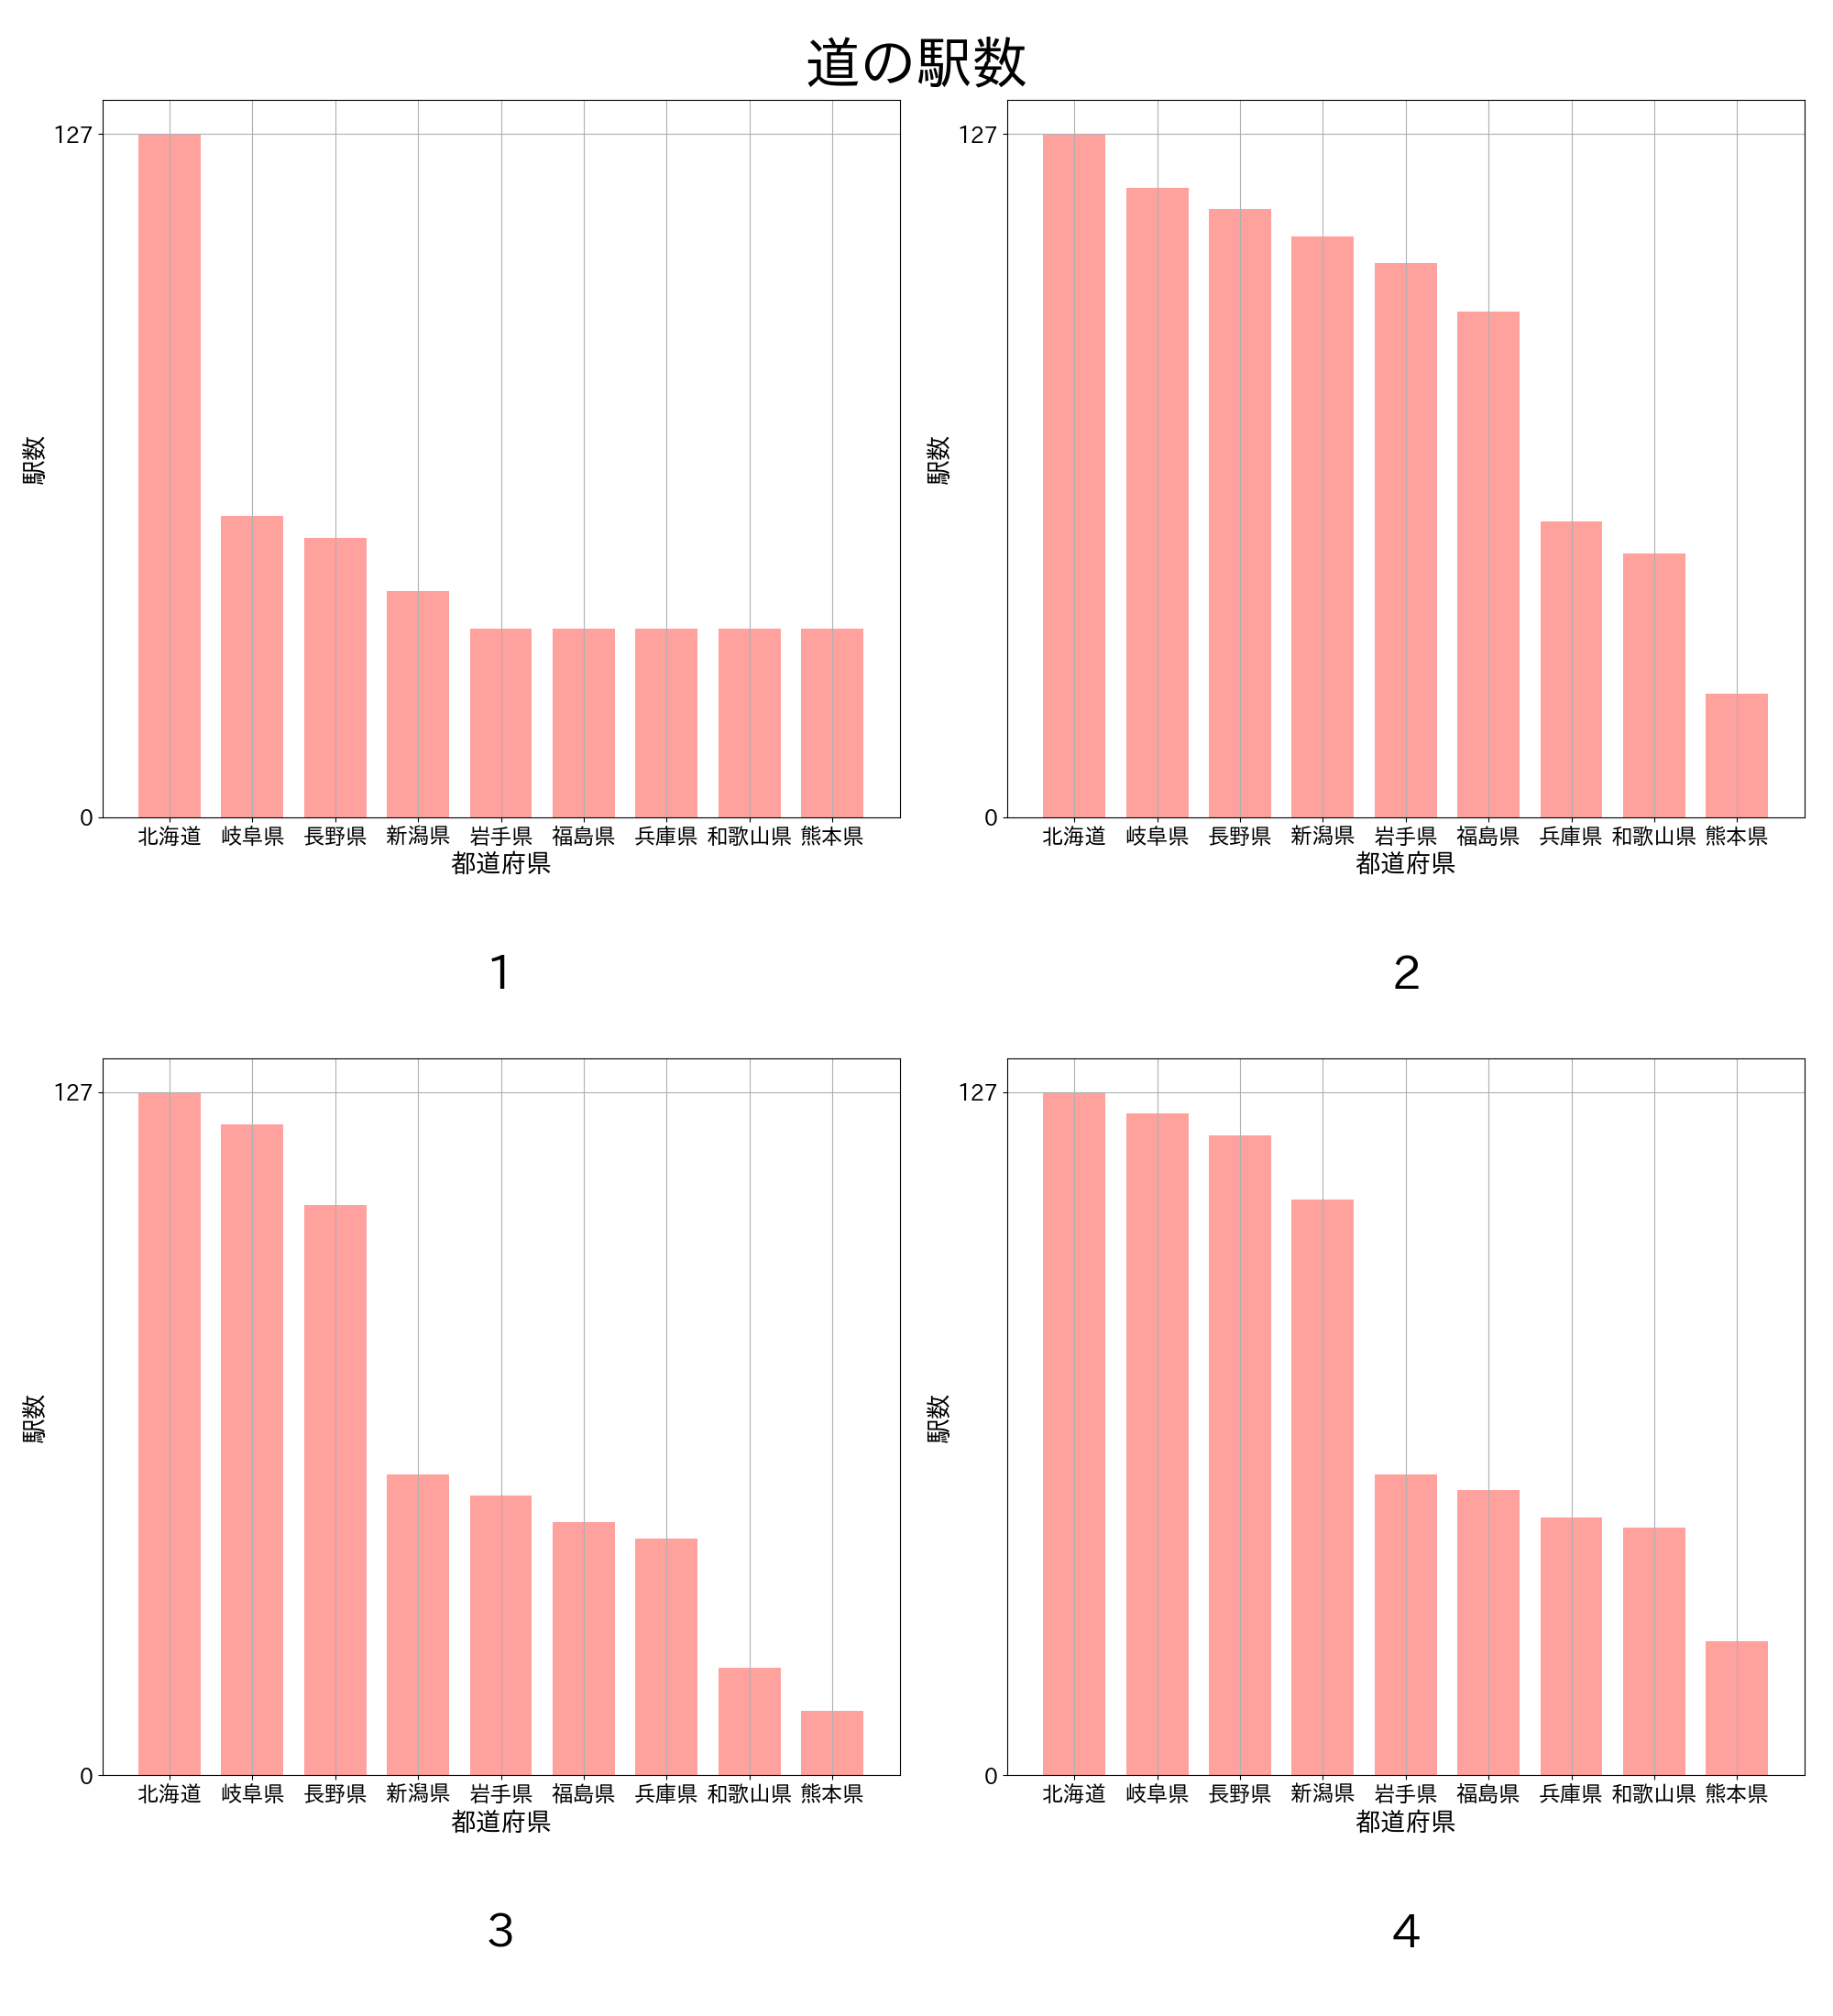 道の駅数
127
0
駅数
北海道 岐阜県 長野県 新潟県 岩手県 福島県 兵庫県 和歌山県 熊本県
都道府県
1
127
0
駅数
北海道 岐阜県 長野県 新潟県 岩手県 福島県 兵庫県 和歌山県 熊本県
都道府県
2
127
0
駅数
北海道 岐阜県 長野県 新潟県 岩手県 福島県 兵庫県 和歌山県 熊本県
都道府県
3
127
0
駅数
北海道 岐阜県 長野県 新潟県 岩手県 福島県 兵庫県 和歌山県 熊本県
都道府県
4